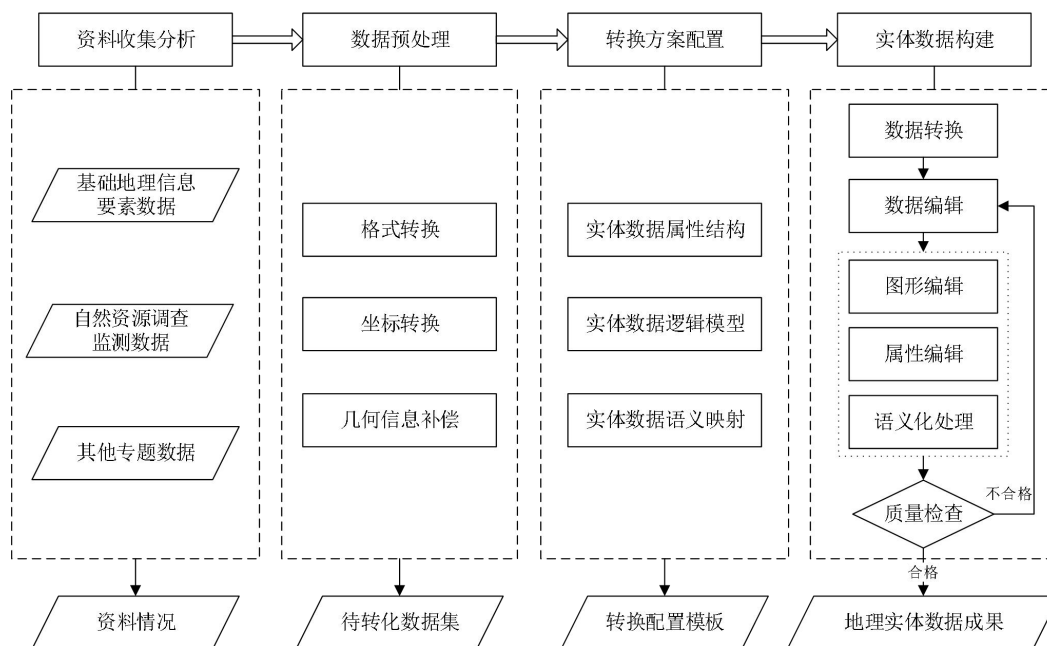 资料收集分析
数据预处理
转换方案配置
实体数据构建
基础地理信息
要素数据
自然资源调查
监测数据
其他专题数据
资料情况
格式转换
坐标转换
几何信息补偿
待转化数据集
实体数据属性结构
实体数据逻辑模型
实体数据语义映射
转换配置模板
数据转换
数据编辑
图形编辑
属性编辑
语义化处理
质量检查
不合格
合格
地理实体数据成果